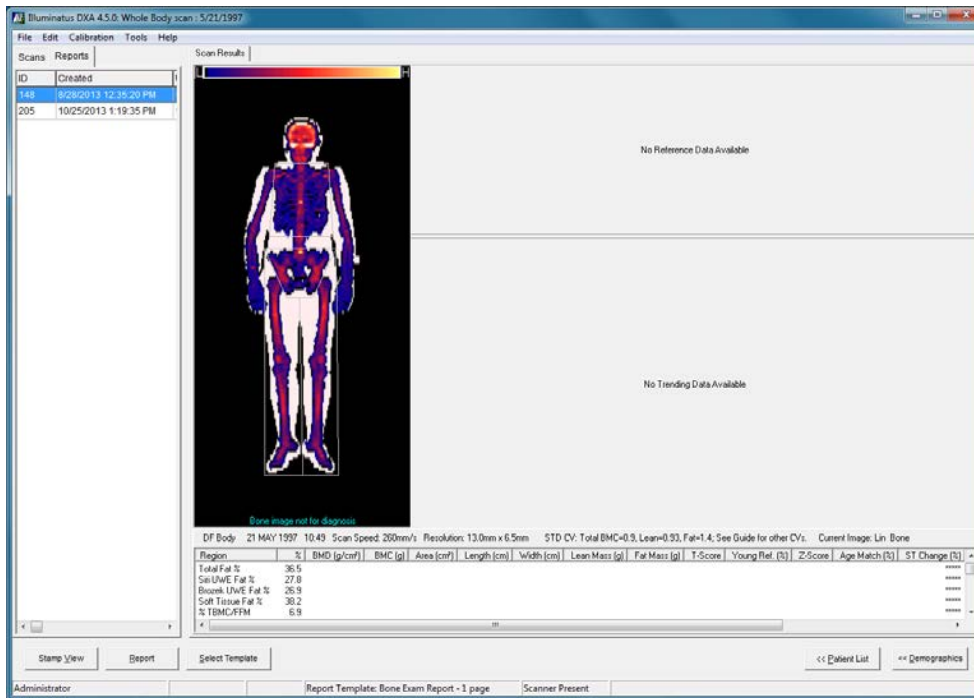 Illuminatus DXA 4.5.0: Whole Body scan : 5/21/1997
File Edit Calibration Tools Help
Scans Reports
Scan Results
ID Created
148 8/28/2013 12:35:20 PM
205 10/25/2013 1:19:35 PM
L H
No Reference Data Available
No Trending Data Available
Bone image not for diagnosis
DF Body 21 MAY 1997 10:49 Scan Speed: 260mm/s Resolution: 13.0mm x 6.5mm STD CV: Total BMC=0.9, Lean=0.93, Fat=1.4; See Guide for other CVs. Current Image: Lin Bone
Region % BMD (g/cm²) BMC (g) Area (cm²) Length (cm) Width (cm) Lean Mass (g) Fat Mass (g) T-Score Young Ref. (%) Z-Score Age Match (%) ST Change (%)
Total Fat % 36.5 *****
Siri UWE Fat % 27.8 *****
Brozek UWE Fat % 26.9 *****
Soft Tissue Fat % 38.2 *****
% TBMC/FFM 6.9 *****
Stamp View Report Select Template << Patient List << Demographics
Administrator Report Template: Bone Exam Report - 1 page Scanner Present